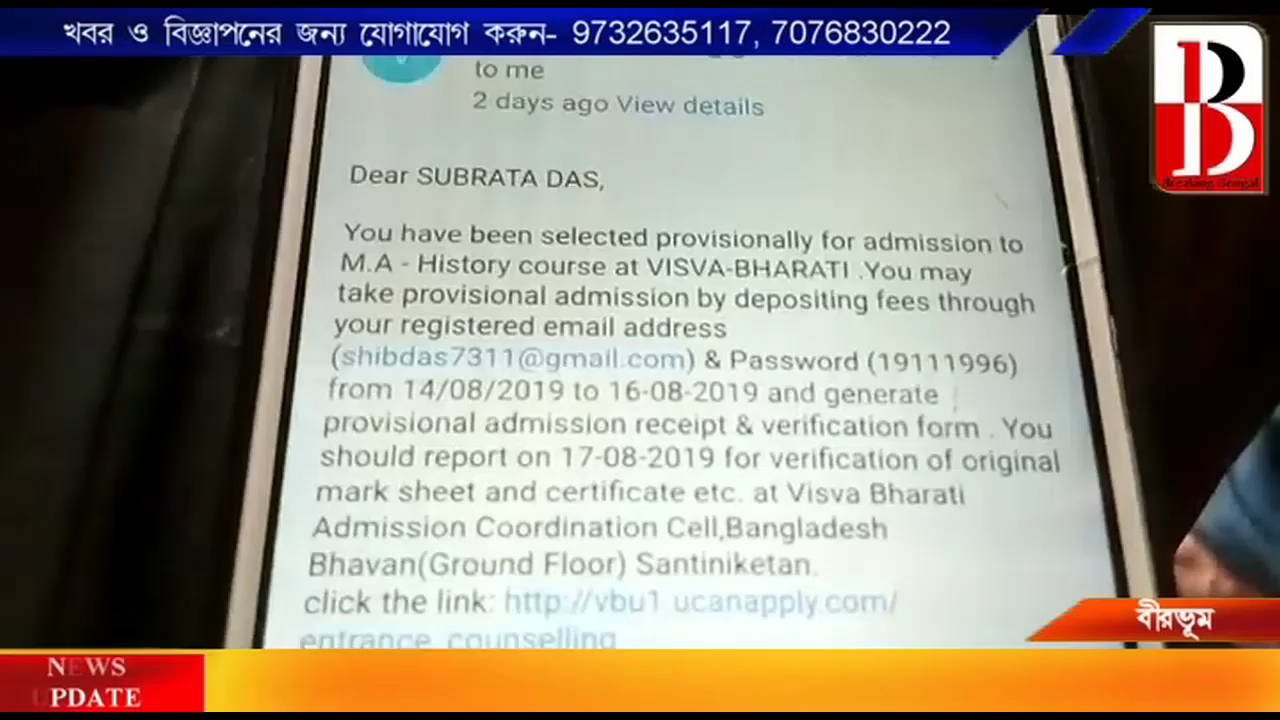 খবর ও বিজ্ঞাপনের জন্য যোগাযোগ করুন- 9732635117, 7076830222
B
Breaking Bengal
to me
2 days ago View details
Dear SUBRATA DAS,
You have been selected provisionally for admission to
M.A - History course at VISVA-BHARATI .You may
take provisional admission by depositing fees through
your registered email address
(shibdas7311@gmail.com) & Password (19111996)
from 14/08/2019 to 16-08-2019 and generate
provisional admission receipt & verification form . You
should report on 17-08-2019 for verification of original
mark sheet and certificate etc. at Visva Bharati
Admission Coordination Cell,Bangladesh
Bhavan(Ground Floor) Santiniketan.
click the link: http://vbu1.ucanapply.com/
entrance_counselling
বীরভূম
NEWS
UPDATE